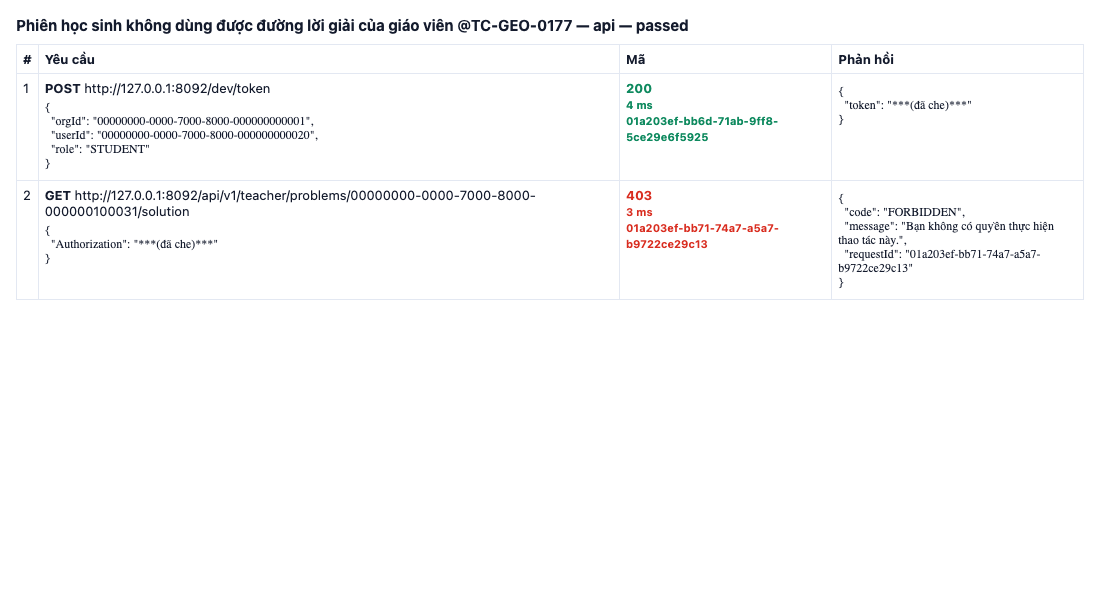 Phiên học sinh không dùng được đường lời giải của giáo viên @TC-GEO-0177 — api — passed
# Yêu cầu Mã Phản hồi
1 POST http://127.0.0.1:8092/dev/token
{
"orgId": "00000000-0000-7000-8000-000000000001",
"userId": "00000000-0000-7000-8000-000000000020",
"role": "STUDENT"
}
200
4 ms
01a203ef-bb6d-71ab-9ff8-
5ce29e6f5925
{
"token": "***(đã che)***"
}
2 GET http://127.0.0.1:8092/api/v1/teacher/problems/00000000-0000-7000-8000-
000000100031/solution
{
"Authorization": "***(đã che)***"
}
403
3 ms
01a203ef-bb71-74a7-a5a7-
b9722ce29c13
{
"code": "FORBIDDEN",
"message": "Bạn không có quyền thực hiện
thao tác này.",
"requestId": "01a203ef-bb71-74a7-a5a7-
b9722ce29c13"
}